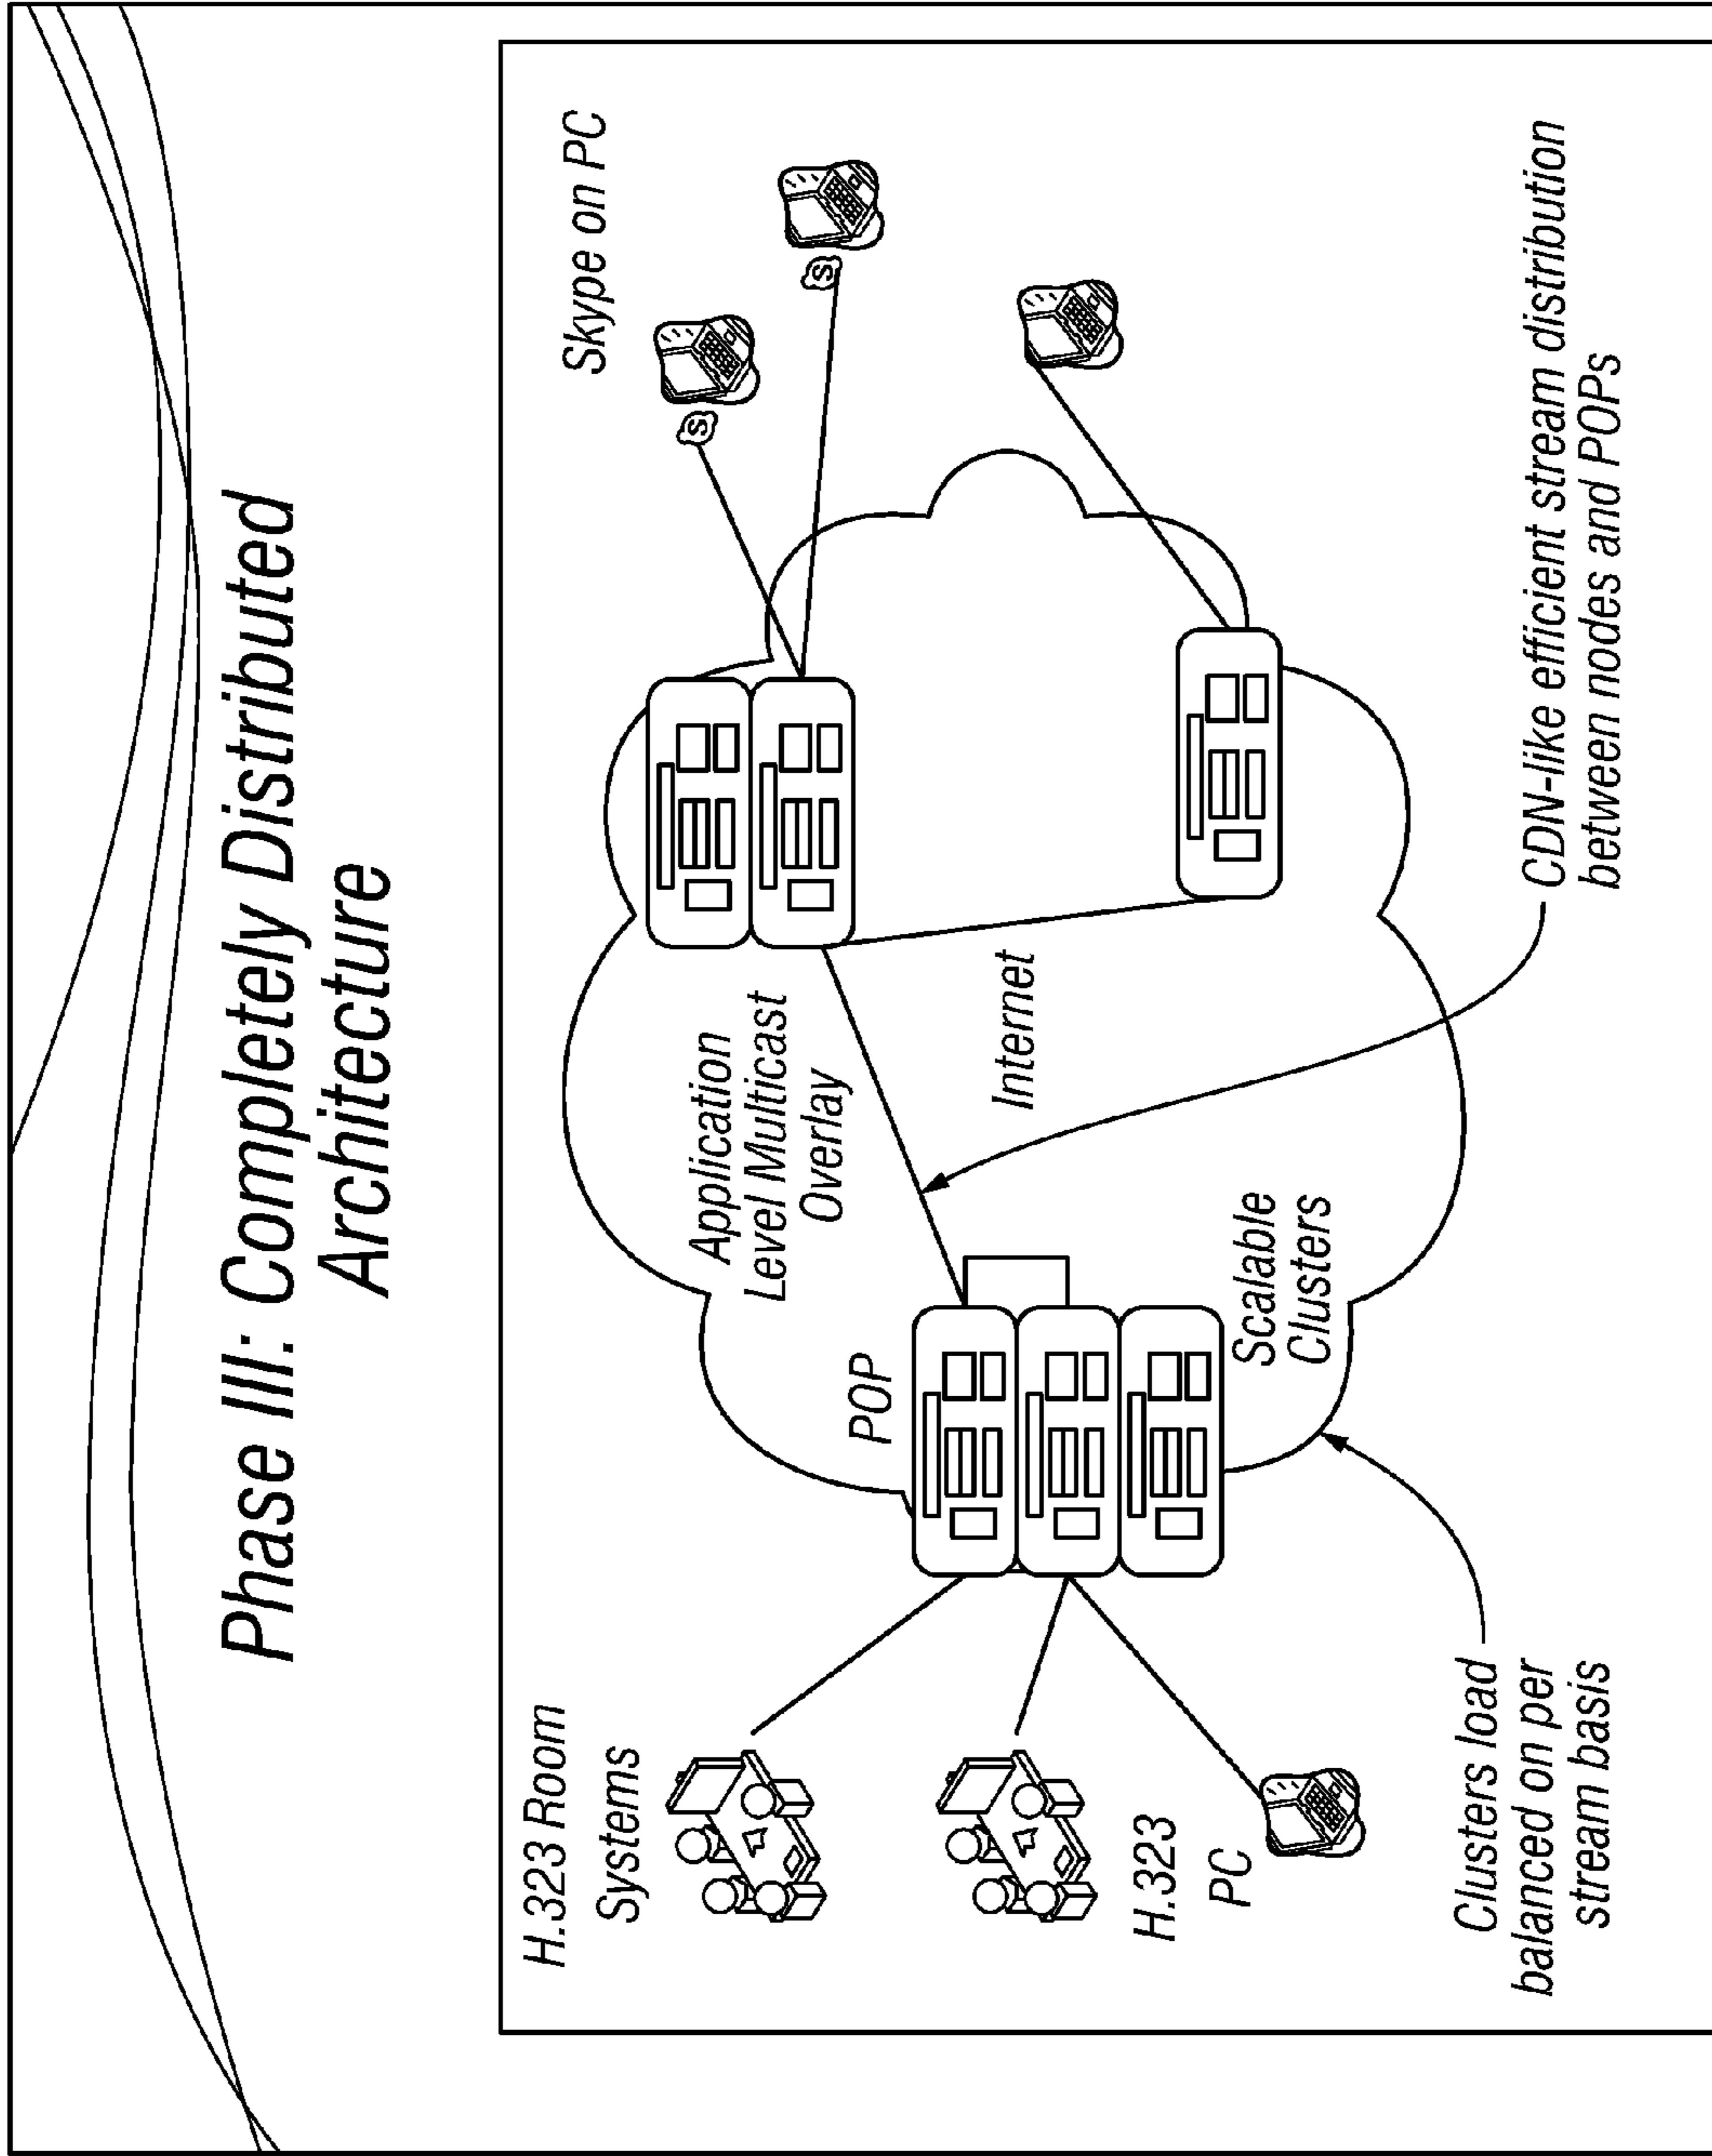 Phase III: Completely Distributed
Architecture
H.323 Room
Systems
H.323
PC
Clusters load
balanced on per
stream basis
POP
Scalable
Clusters
Application
Level Multicast
Overlay
Internet
Skype on PC
S
S
CDN-like efficient stream distribution
between nodes and POPs